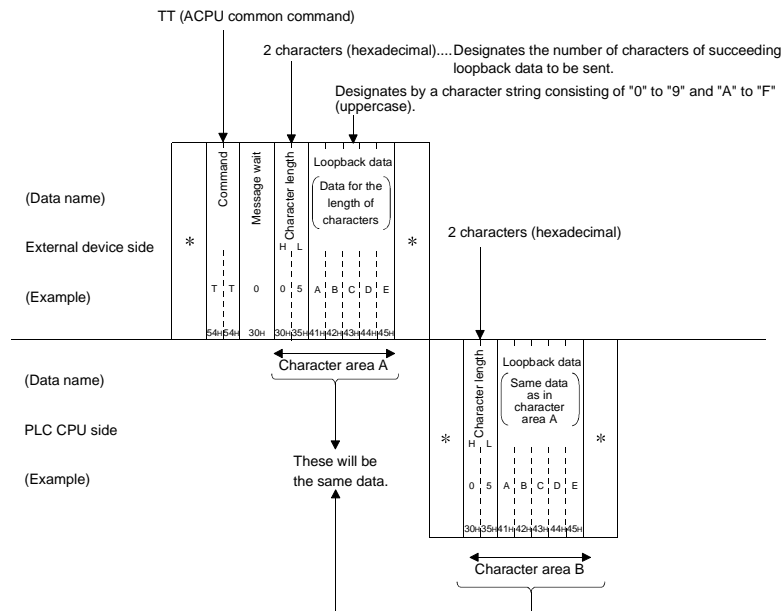 TT (ACPU common command)
2 characters (hexadecimal)....Designates the number of characters of succeeding
loopback data to be sent.
Designates by a character string consisting of "0" to "9" and "A" to "F"
(uppercase).
(Data name)
External device side
(Example)
*
Command
Message wait
Character length
Loopback data
Data for the
length of
characters
*
H L
T T 0 0 5 A B C D E
54H 54H 30H 30H 35H 41H 42H 43H 44H 45H
2 characters (hexadecimal)
Character area A
(Data name)
PLC CPU side
(Example)
These will be
the same data.
*
Character length
Loopback data
Same data
as in
character
area A
*
H L
0 5 A B C D E
30H 35H 41H 42H 43H 44H 45H
Character area B